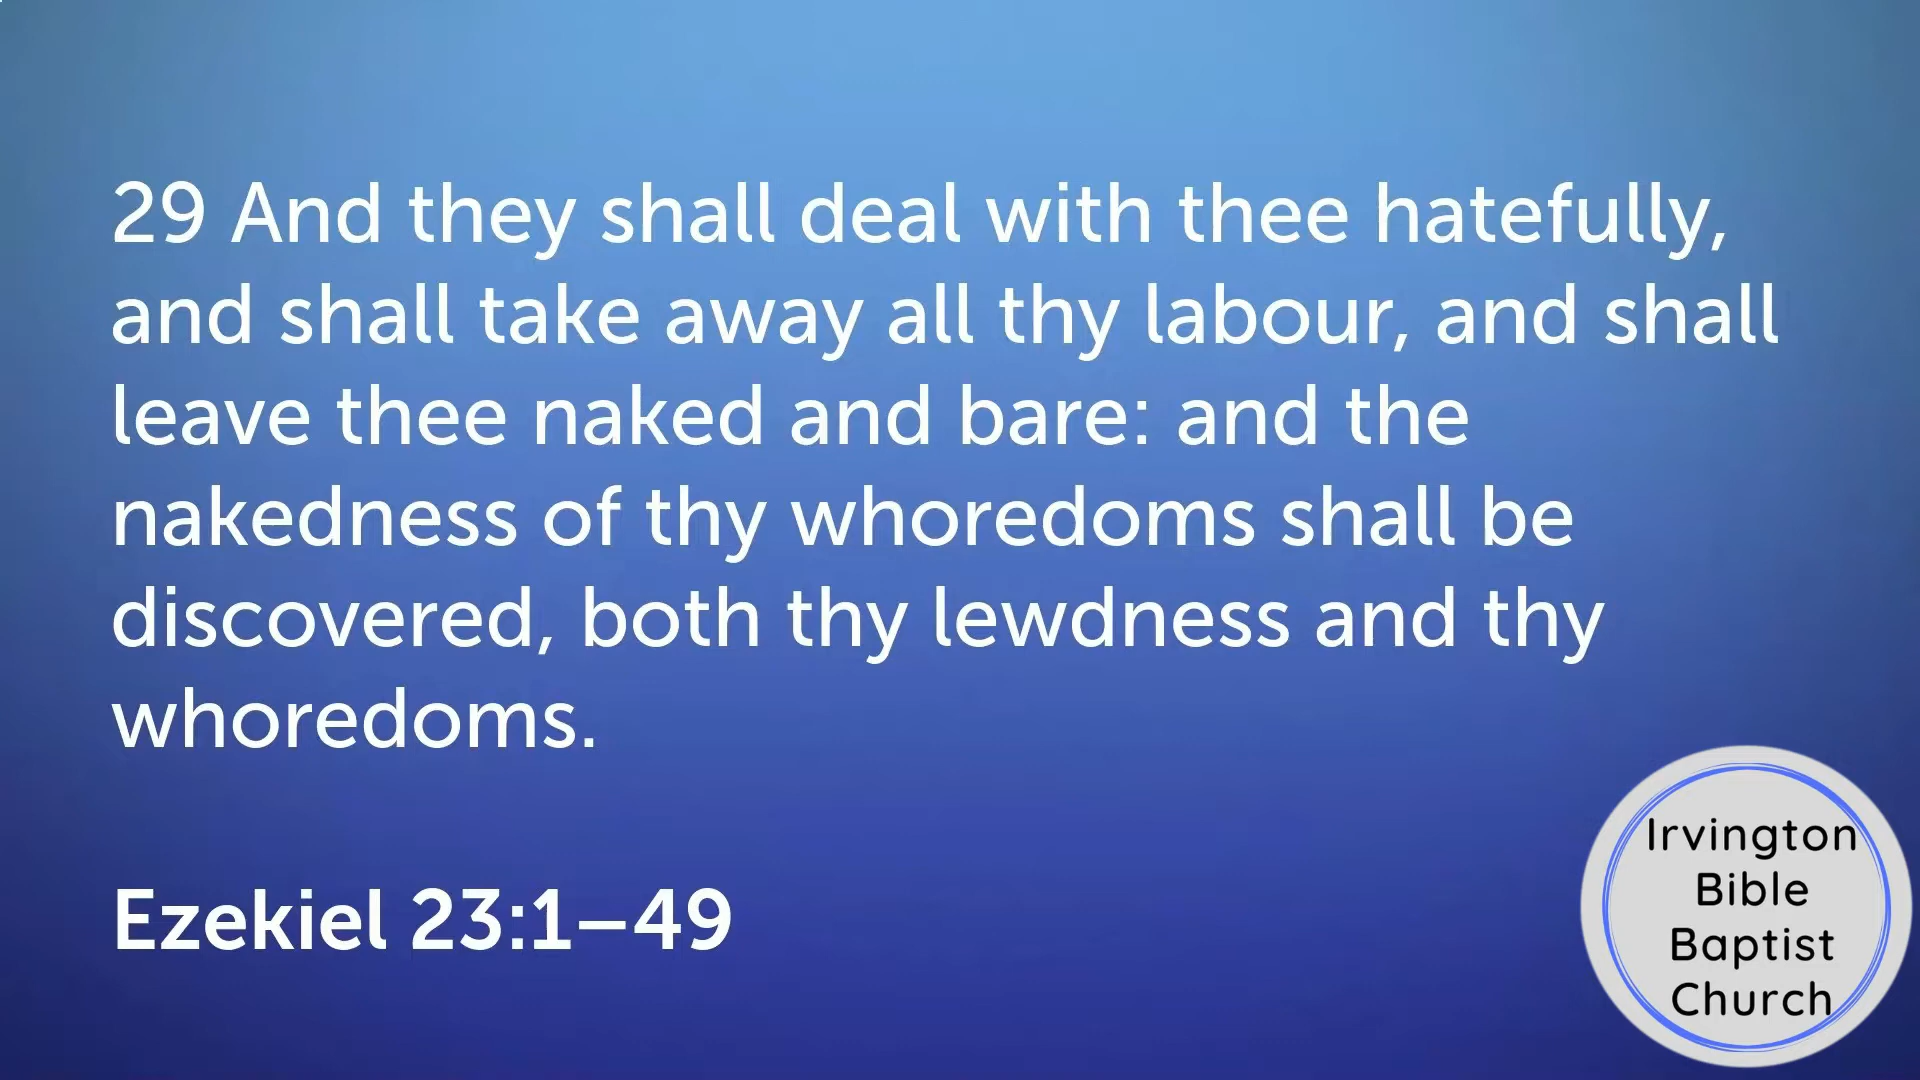 29 And they shall deal with thee hatefully,
and shall take away all thy labour, and shall
leave thee naked and bare: and the
nakedness of thy whoredoms shall be
discovered, both thy lewdness and thy
whoredoms.
Ezekiel 23:1–49
Irvington
Bible
Baptist
Church